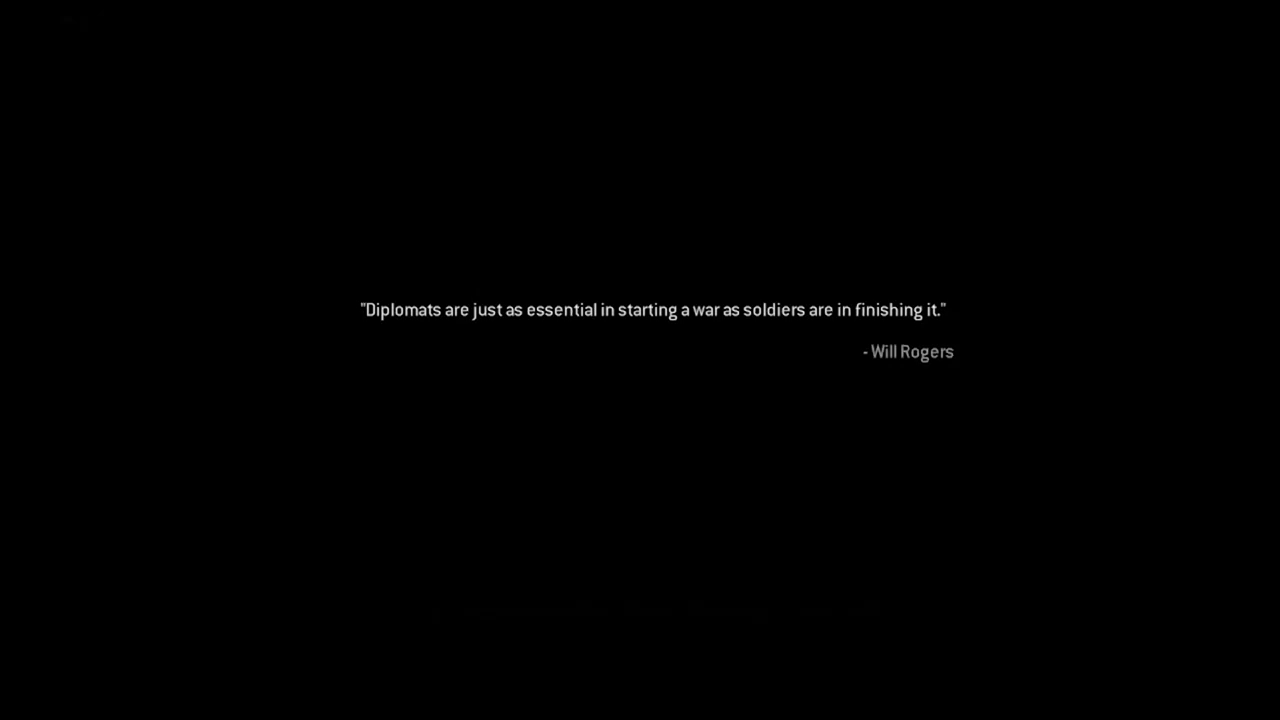 "Diplomats are just as essential in starting a war as soldiers are in finishing it."
- Will Rogers